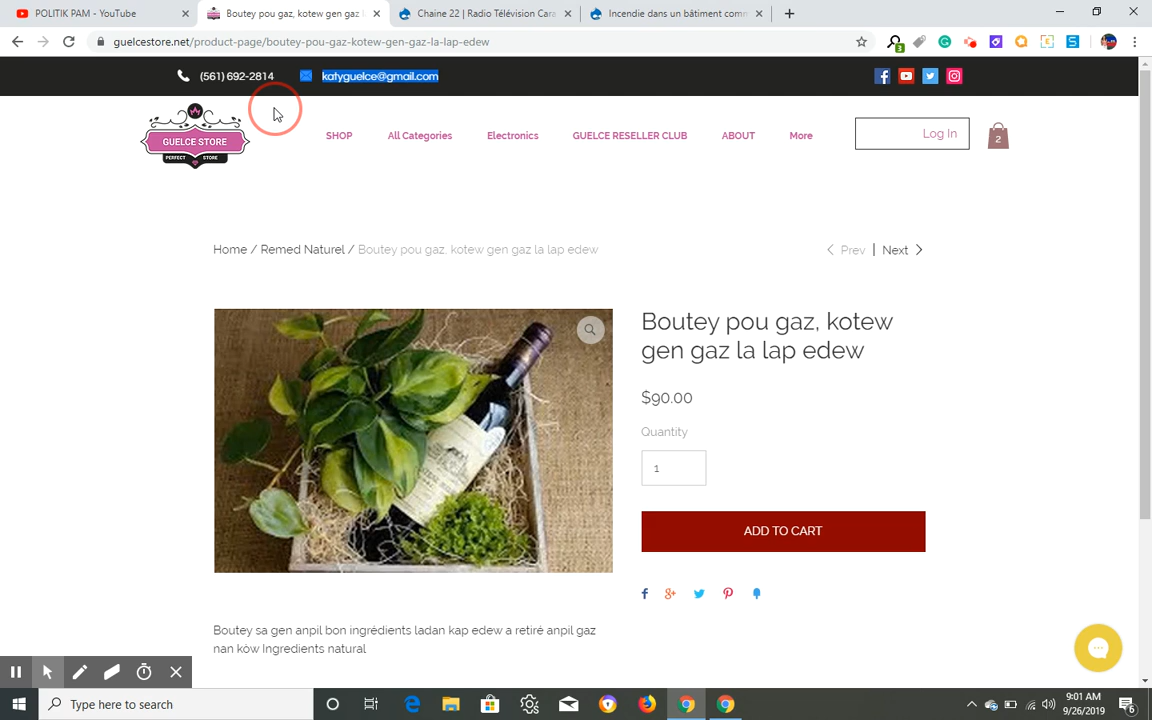 POLITIK PAM - YouTube
Boutey pou gaz, kotew gen gaz l
Chaine 22 | Radio Télévision Cara
Incendie dans un bâtiment comm
guelcestore.net/product-page/boutey-pou-gaz-kotew-gen-gaz-la-lap-edew
3
(561) 692-2814
katyguelce@gmail.com
GUELCE STORE
PERFECT STORE
SHOP
All Categories
Electronics
GUELCE RESELLER CLUB
ABOUT
More
Log In
2
Home / Remed Naturel / Boutey pou gaz, kotew gen gaz la lap edew
Prev | Next
Boutey pou gaz, kotew
gen gaz la lap edew
$90.00
Quantity
1
ADD TO CART
Boutey sa gen anpil bon ingrédients ladan kap edew a retiré anpil gaz
nan kòw Ingredients natural
Type here to search
9:01 AM
9/26/2019
6